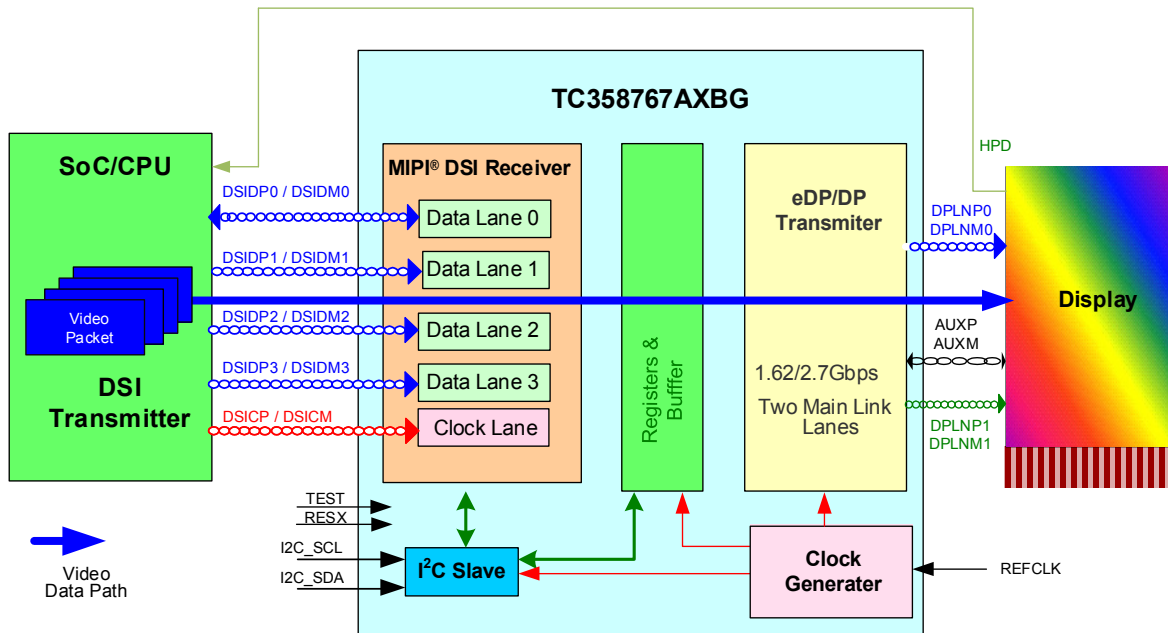 TC358767AXBG
SoC/CPU
DSIDP0 / DSIDM0
DSIDP1 / DSIDM1
Video
Packet
DSIDP2 / DSIDM2
DSI
Transmitter
DSIDP3 / DSIDM3
DSICP / DSICM
MIPI® DSI Receiver
Data Lane 0
Data Lane 1
Data Lane 2
Data Lane 3
Clock Lane
Registers &
Bufffer
eDP/DP
Transmiter
1.62/2.7Gbps
Two Main Link
Lanes
HPD
DPLNP0
DPLNM0
Display
AUXP
AUXM
DPLNP1
DPLNM1
TEST
RESX
I2C_SCL
I2C_SDA
I²C Slave
Clock
Generater
REFCLK
Video
Data Path